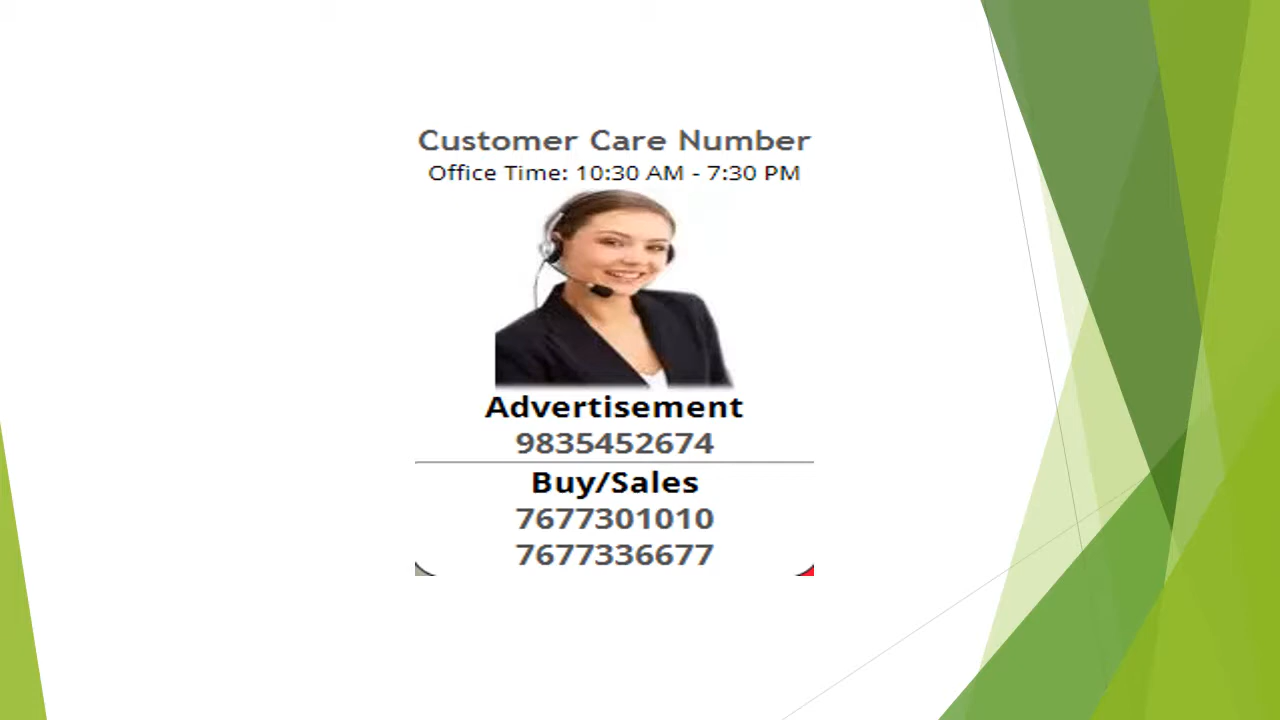 Customer Care Number
Office Time: 10:30 AM - 7:30 PM
Advertisement
9835452674
Buy/Sales
7677301010
7677336677